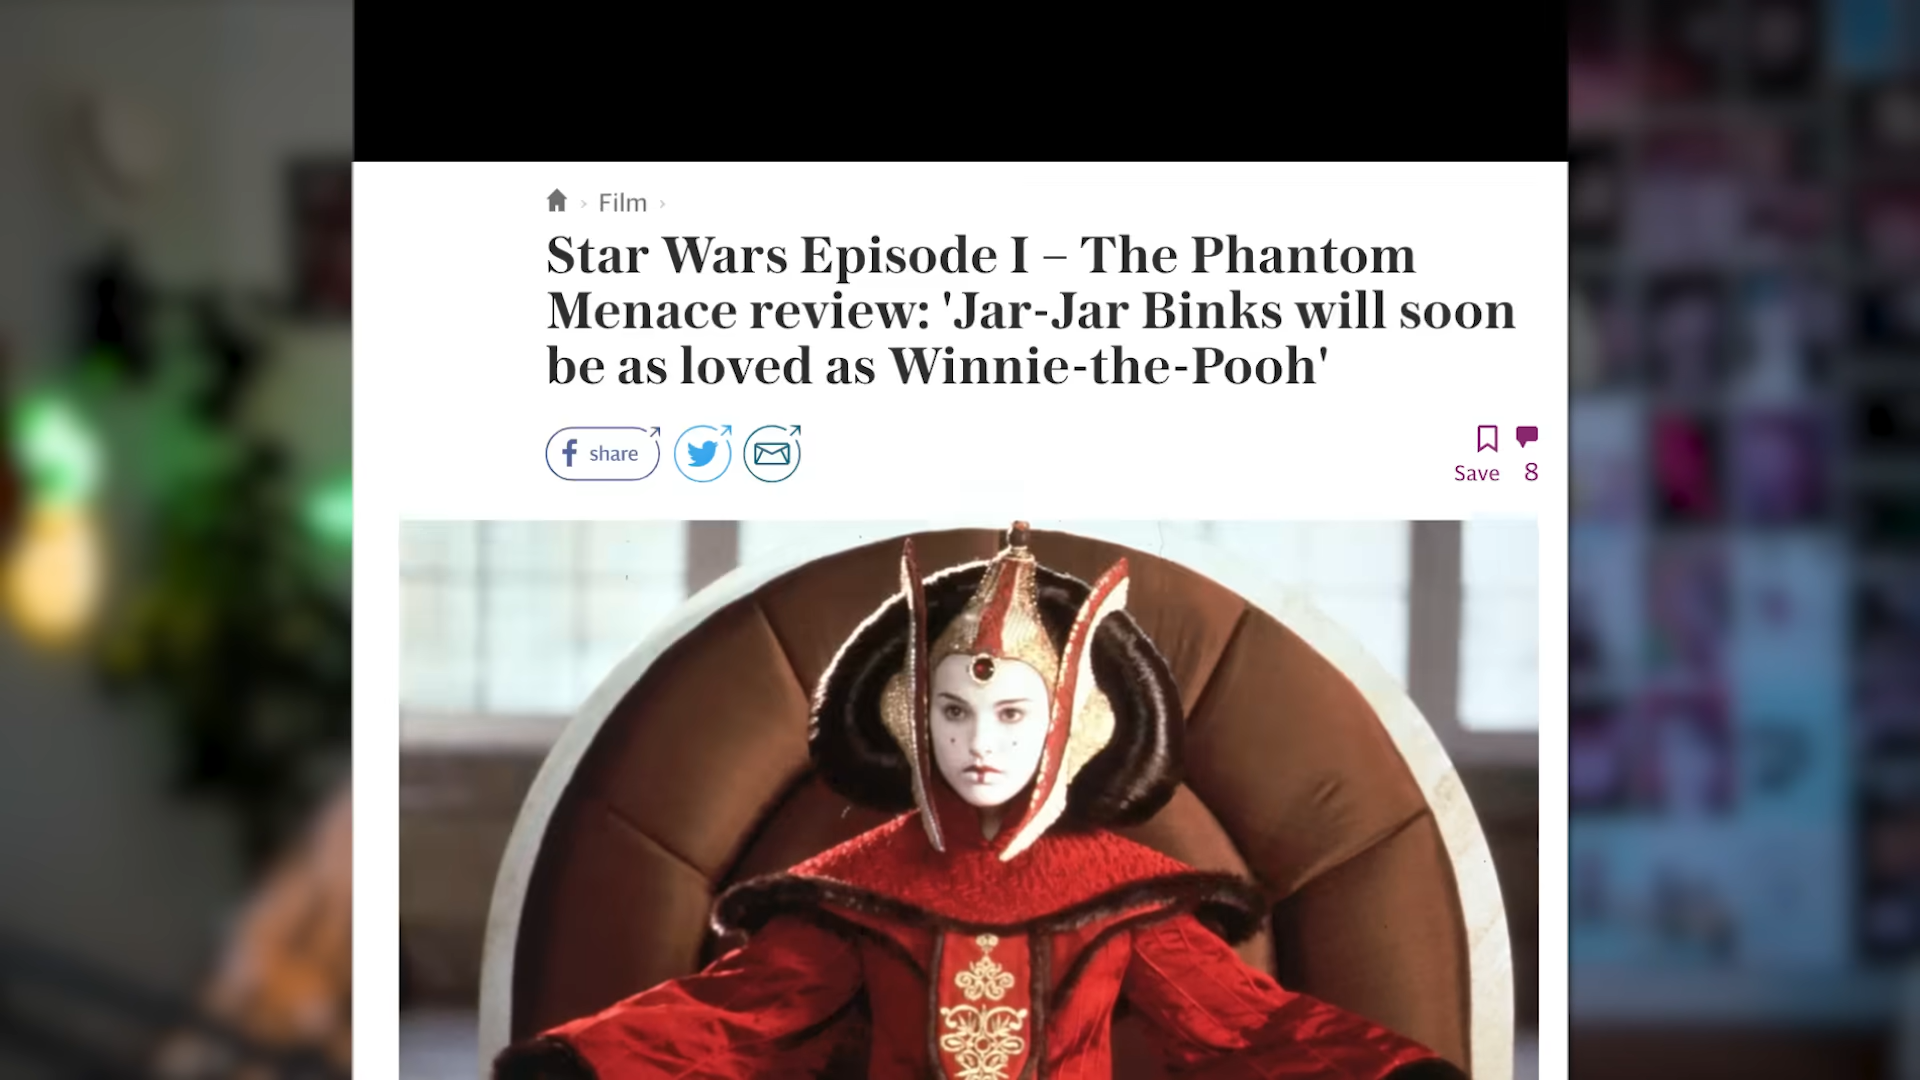 Film
Star Wars Episode I – The Phantom
Menace review: 'Jar-Jar Binks will soon
be as loved as Winnie-the-Pooh'
share
Save 8